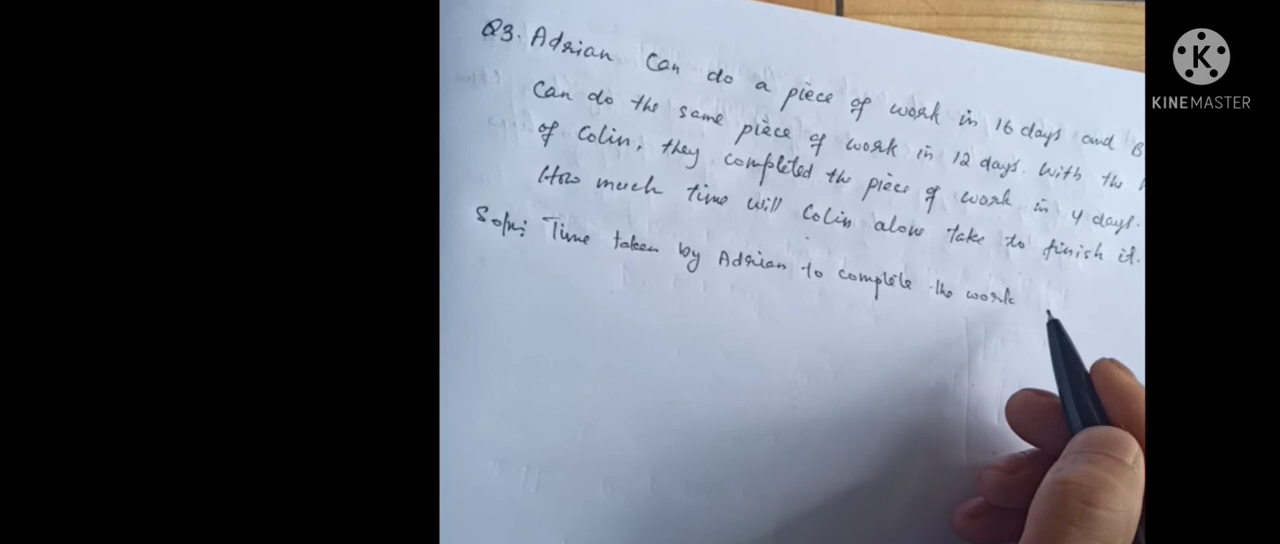 Q3. Adrian can do a piece of work in 16 days and B
can do the same piece of work in 12 days. With the
of Colin, they completed the piece of work in 4 days.
How much time will Colin alone take to finish it.
Soln: Time taken by Adrian to complete the work
K
KINEMASTER